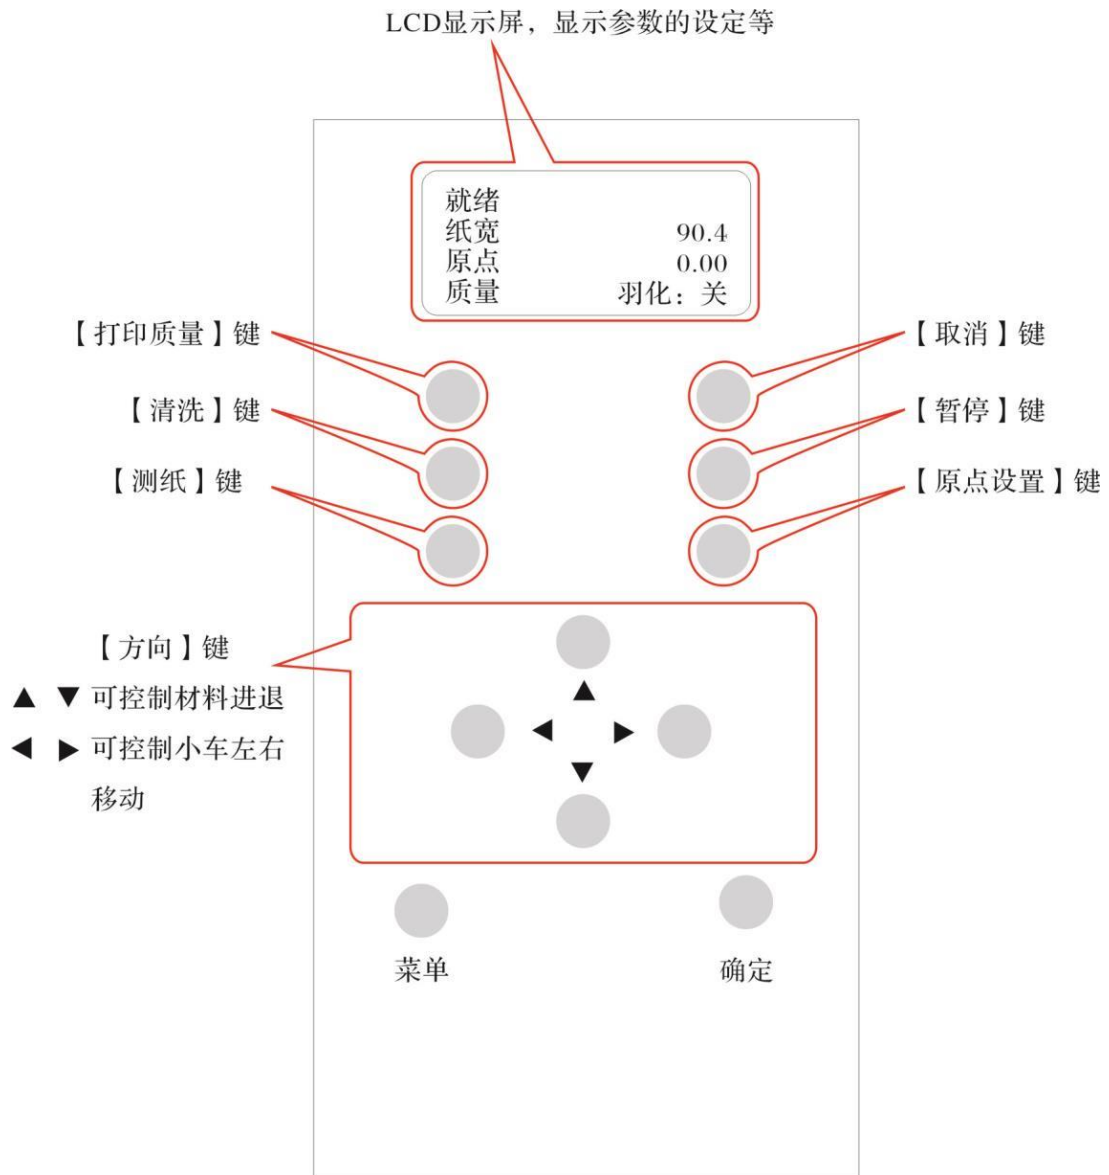 LCD显示屏，显示参数的设定等
就绪
纸宽 90.4
原点 0.00
质量 羽化：关
【打印质量】键
【取消】键
【清洗】键
【暂停】键
【测纸】键
【原点设置】键
【方向】键
▲ ▼ 可控制材料进退
◀ ▶ 可控制小车左右
移动
菜单
确定